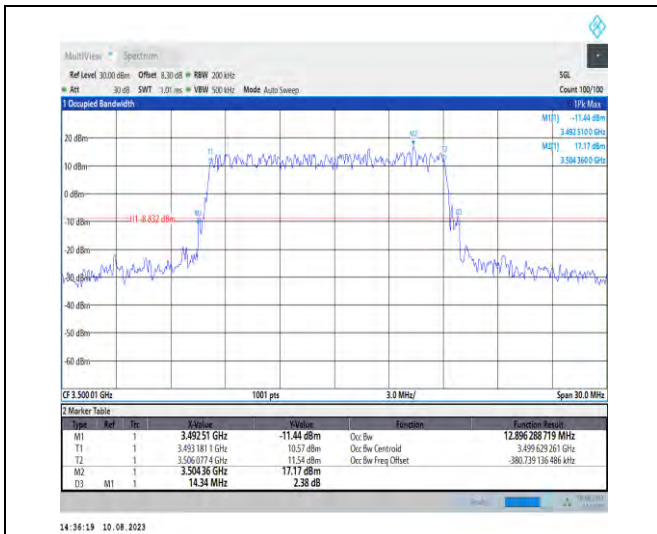 MultiView Spectrum
Ref Level 30.00 dBm Offset 8.30 dB RBW 200 kHz SGL
Att 30 dB SWT 1.01 ms VBW 500 kHz Mode Auto Sweep Count 100/100
1 Occupied Bandwidth 1Pk Max
M1[1] -11.44 dBm
3.492 510 0 GHz
M2[1] 17.17 dBm
3.504 360 0 GHz
20 dBm
M2
T1
T2
10 dBm
0 dBm
H1 -8.832 dBm
M1
D3
-10 dBm
-20 dBm
-30 dBm
-40 dBm
-50 dBm
-60 dBm
CF 3.500 01 GHz 1001 pts 3.0 MHz/ Span 30.0 MHz
2 Marker Table
Type Ref Trc X-Value Y-Value Function Function Result
M1 1 3.492 51 GHz -11.44 dBm Occ Bw 12.896 288 719 MHz
T1 1 3.493 181 1 GHz 10.57 dBm Occ Bw Centroid 3.499 629 261 GHz
T2 1 3.506 077 4 GHz 11.54 dBm Occ Bw Freq Offset -380.739 136 486 kHz
M2 1 3.504 36 GHz 17.17 dBm
D3 M1 1 14.34 MHz 2.38 dB
14:36:19 10.08.2023